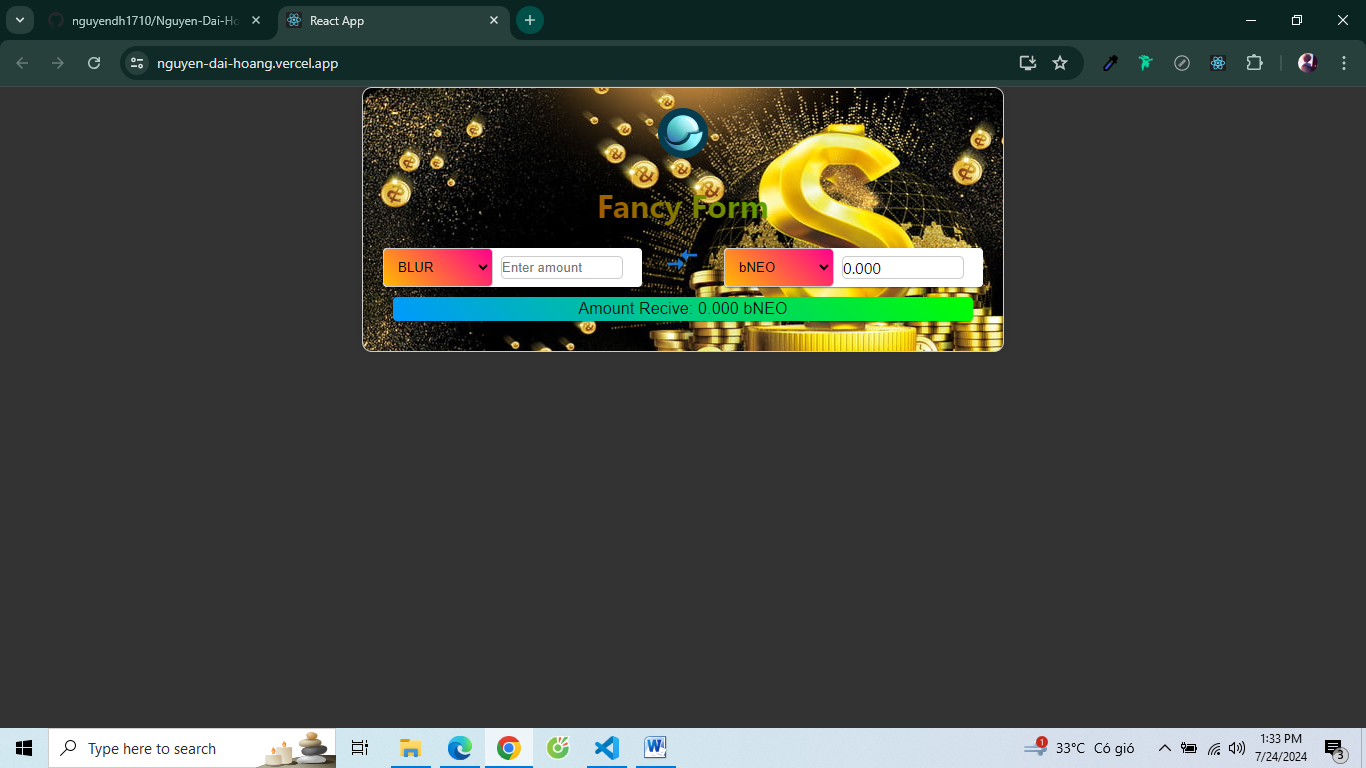 nguyendh1710/Nguyen-Dai-Ho
React App
nguyen-dai-hoang.vercel.app
Fancy Form
BLUR
Enter amount
bNEO
0.000
Amount Recive: 0.000 bNEO
Type here to search
1
33°C Có gió
1:33 PM
7/24/2024
3